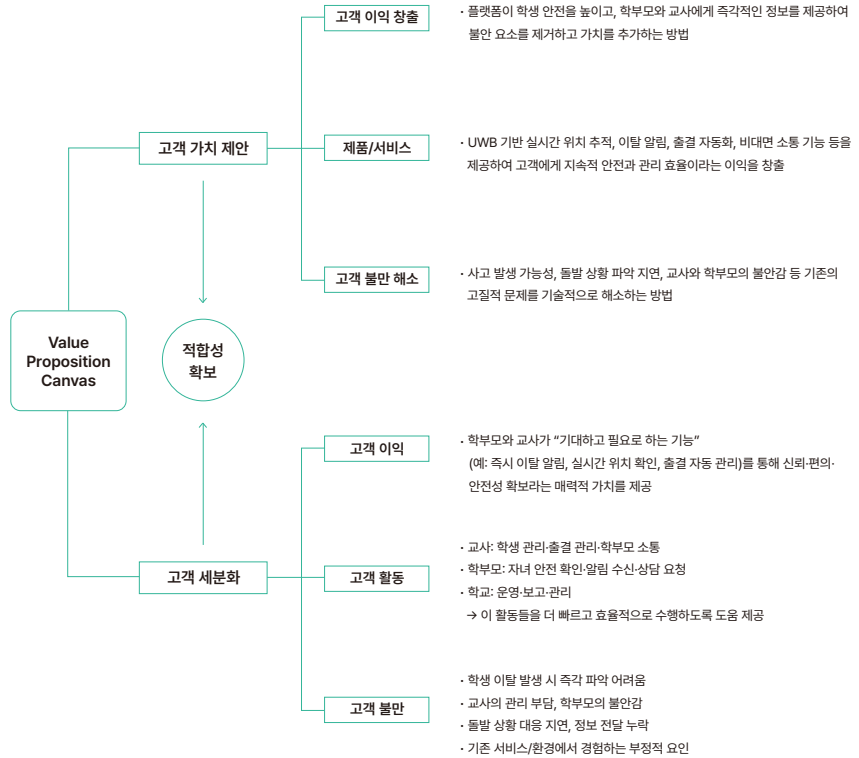 고객 이익 창출
· 플랫폼이 학생 안전을 높이고, 학부모와 교사에게 즉각적인 정보를 제공하여
불안 요소를 제거하고 가치를 추가하는 방법
고객 가치 제안
제품/서비스
· UWB 기반 실시간 위치 추적, 이탈 알림, 출결 자동화, 비대면 소통 기능 등을
제공하여 고객에게 지속적 안전과 관리 효율이라는 이익을 창출
고객 불만 해소
· 사고 발생 가능성, 돌발 상황 파악 지연, 교사와 학부모의 불안감 등 기존의
고질적 문제를 기술적으로 해소하는 방법
Value
Proposition
Canvas
적합성
확보
고객 이익
· 학부모와 교사가 “기대하고 필요로 하는 기능”
(예: 즉시 이탈 알림, 실시간 위치 확인, 출결 자동 관리)를 통해 신뢰·편의·
안전성 확보라는 매력적 가치를 제공
고객 세분화
고객 활동
· 교사: 학생 관리·출결 관리·학부모 소통
· 학부모: 자녀 안전 확인·알림 수신·상담 요청
· 학교: 운영·보고·관리
→ 이 활동들을 더 빠르고 효율적으로 수행하도록 도움 제공
고객 불만
· 학생 이탈 발생 시 즉각 파악 어려움
· 교사의 관리 부담, 학부모의 불안감
· 돌발 상황 대응 지연, 정보 전달 누락
· 기존 서비스/환경에서 경험하는 부정적 요인